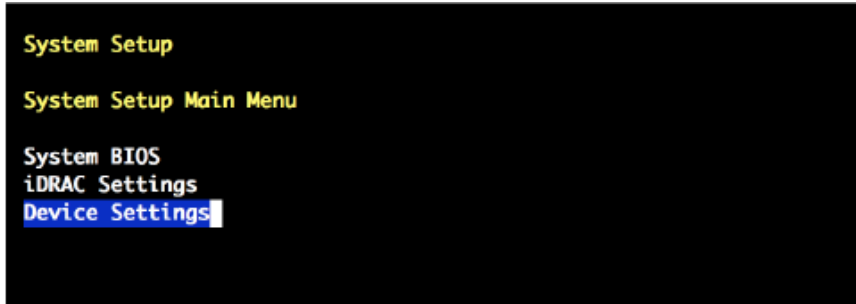 System Setup
System Setup Main Menu
System BIOS
iDRAC Settings
Device Settings